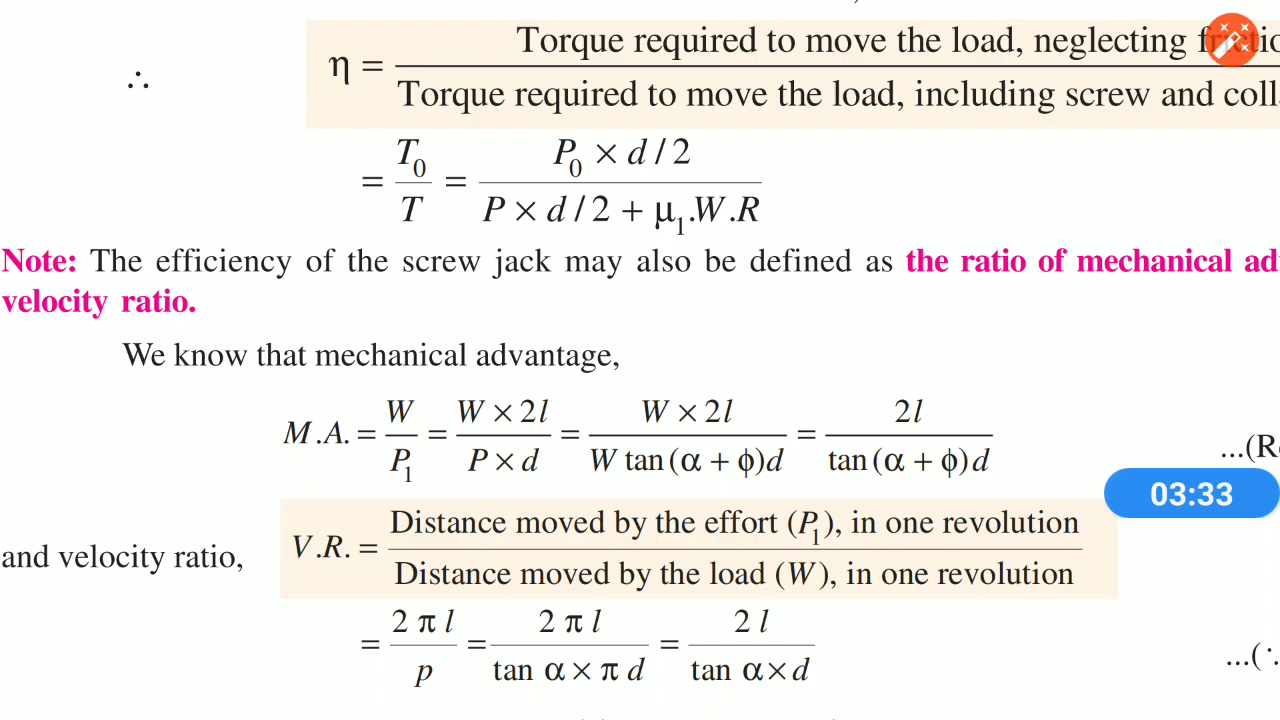 ∴ η = Torque required to move the load, neglecting / Torque required to move the load, including screw and
= T₀/T = (P₀ × d / 2)/(P × d / 2 + μ₁.W.R)
Note: The efficiency of the screw jack may also be defined as the ratio of mechanical
velocity ratio.
We know that mechanical advantage,
M.A. = W/P₁ = (W × 2l)/(P × d) = (W × 2l)/(W tan (α + φ)d) = 2l/(tan (α + φ)d)
...(
03:33
and velocity ratio, V.R. = Distance moved by the effort (P₁), in one revolution / Distance moved by the load (W), in one revolution
= 2 π l/p = 2 π l/(tan α × π d) = 2 l/(tan α × d)
...(∵